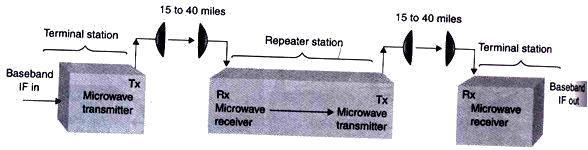 15 to 40 miles
15 to 40 miles
Terminal station
Repeater station
Terminal station
Baseband
IF in
Tx
Microwave
transmitter
Rx
Microwave
receiver
Tx
Microwave
transmitter
Rx
Microwave
receiver
Baseband
IF out